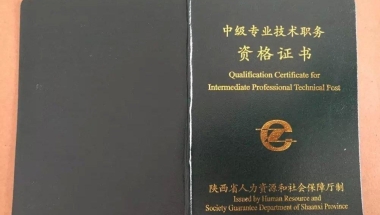 中级专业技术职务
资格证书
Qualification Certificate for
Intermediate Professional Technical Post
陕西省人力资源和社会保障厅制
Issued by Human Resource and
Society Guarantee Department of Shaanxi Province